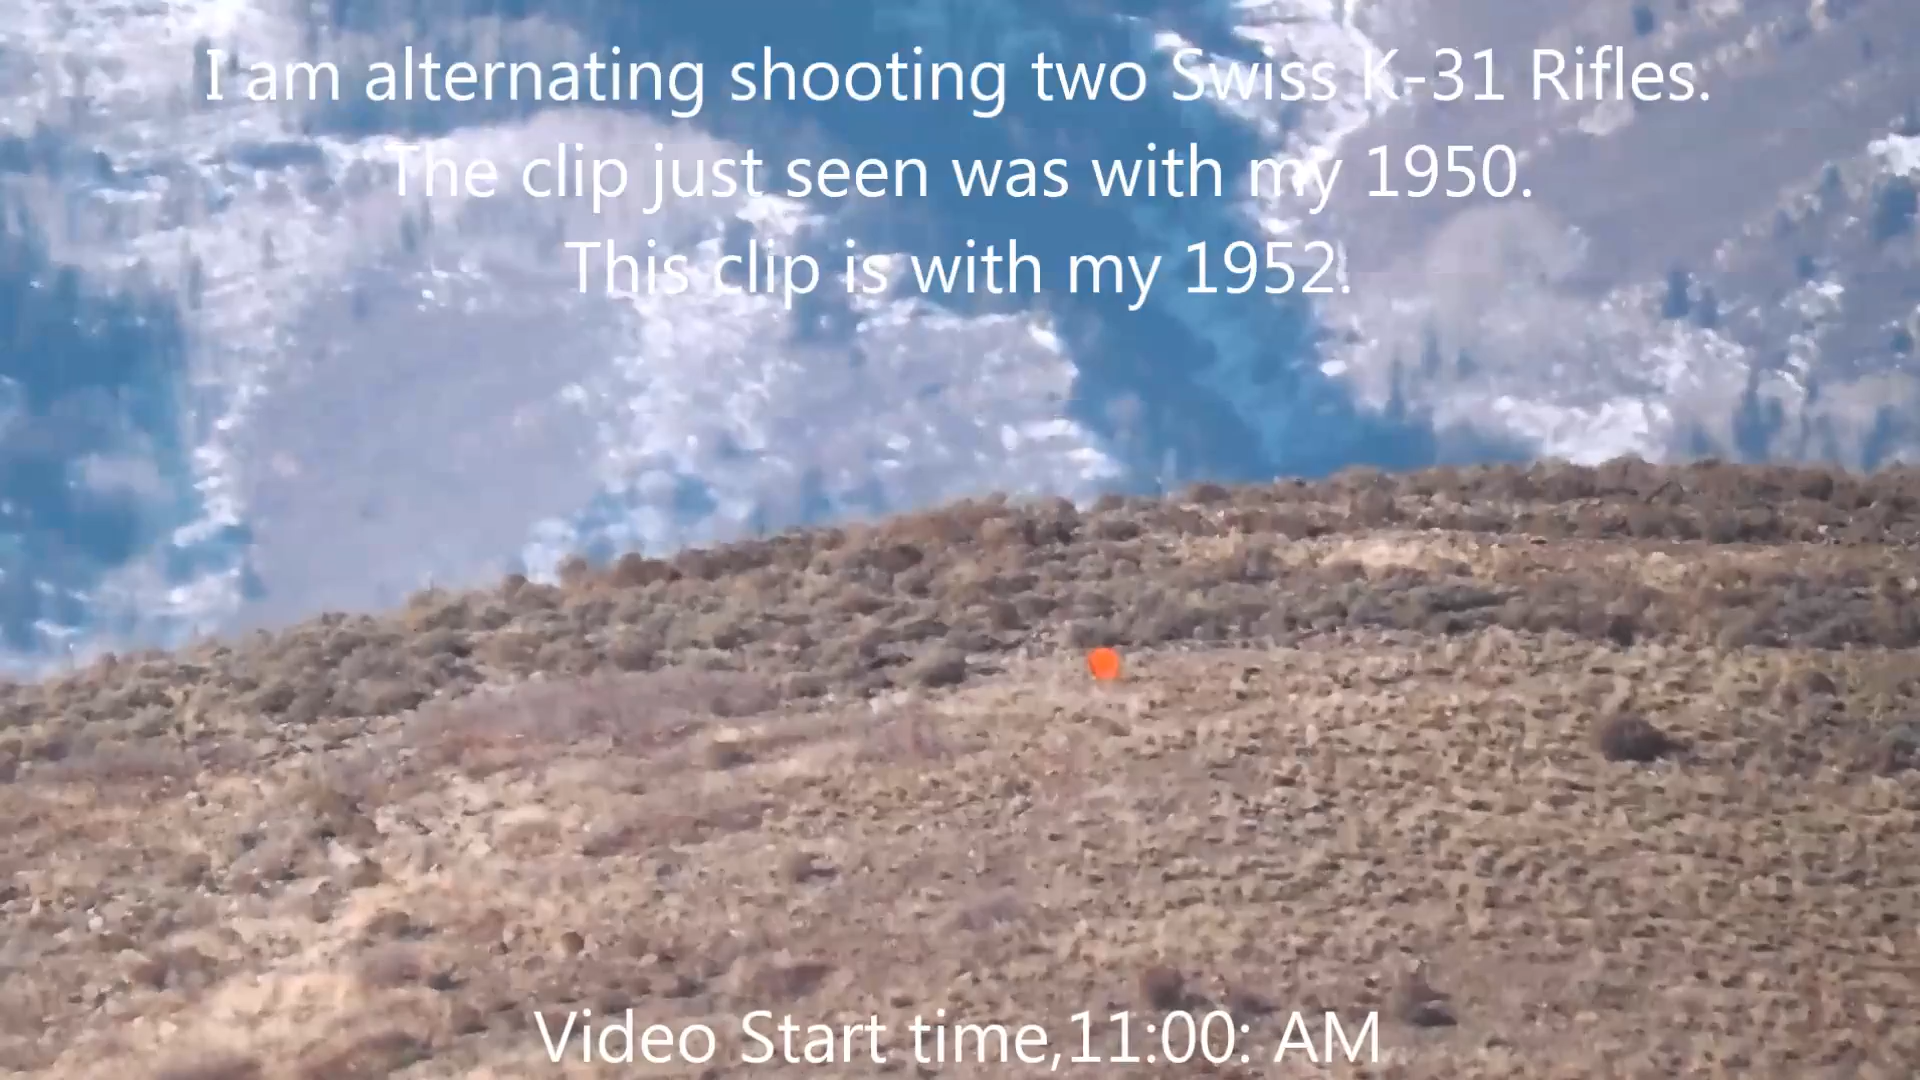 I am alternating shooting two Swiss K-31 Rifles.
The clip just seen was with my 1950.
This clip is with my 1952.
Video Start time,11:00: AM